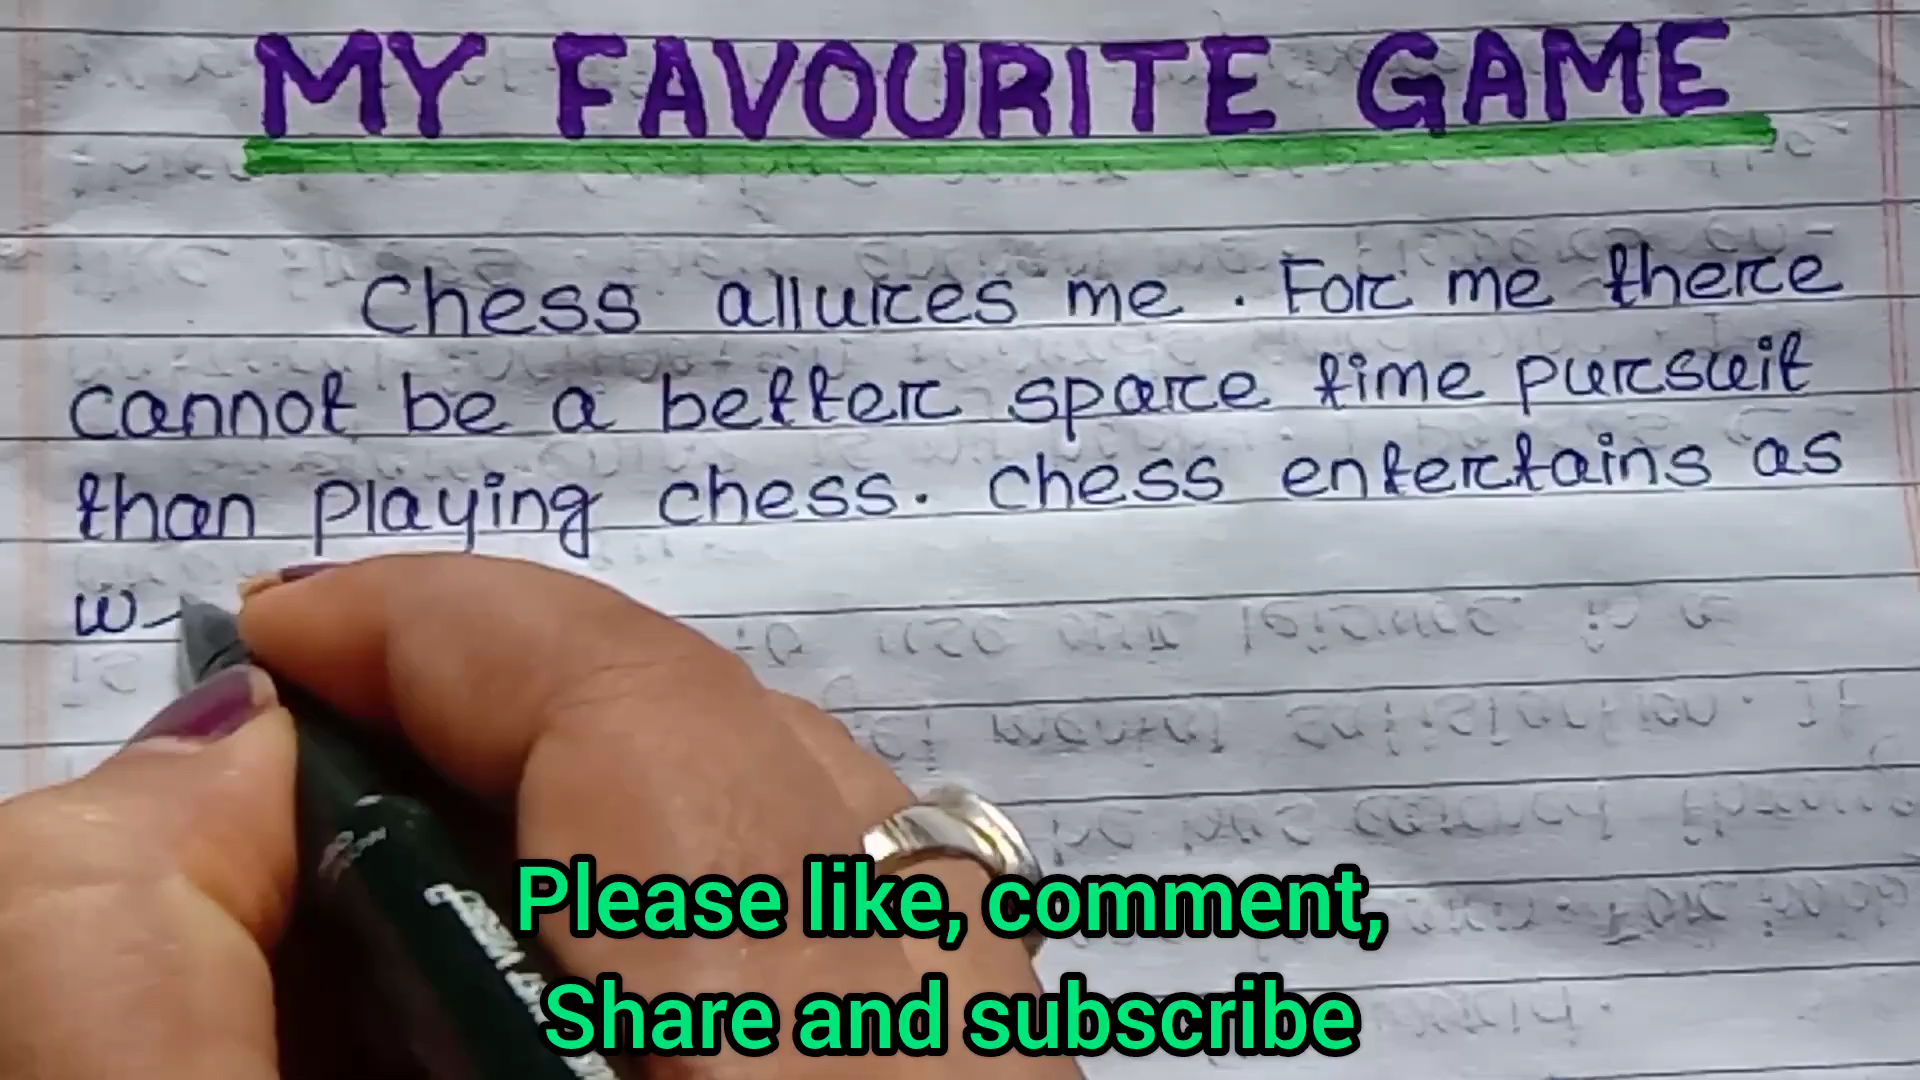 MY FAVOURITE GAME
Chess allures me. For me there
cannot be a better spare time pursuit
than playing chess. Chess entertains as
w
Please like, comment,
Share and subscribe